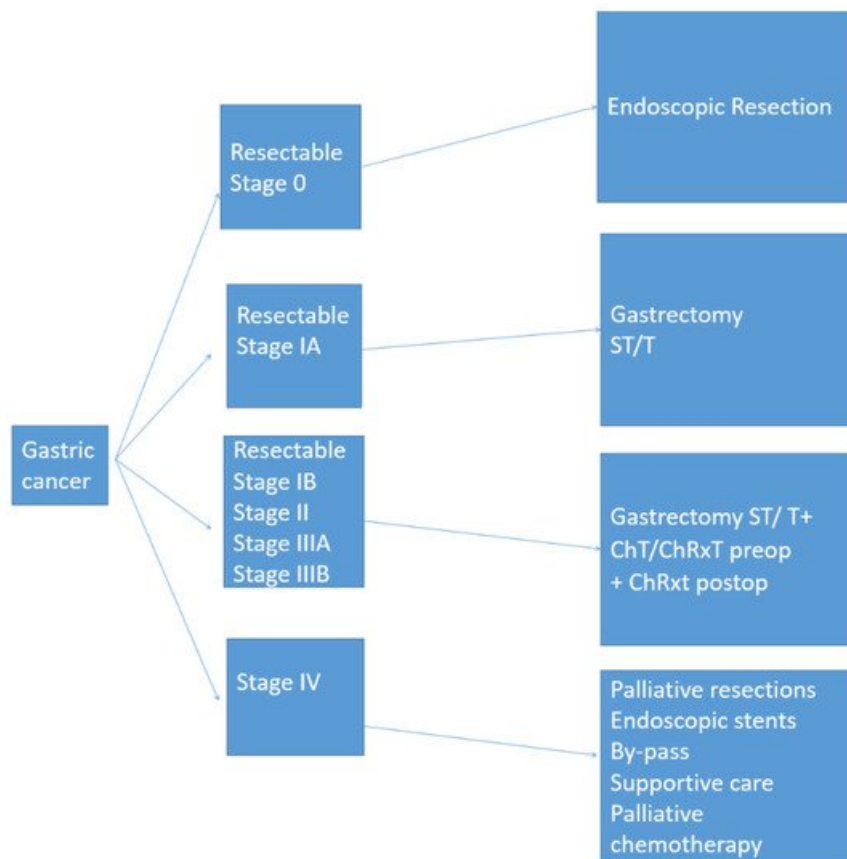 Gastric
cancer
Resectable
Stage 0
Resectable
Stage IA
Resectable
Stage IB
Stage II
Stage IIIA
Stage IIIB
Stage IV
Endoscopic Resection
Gastrectomy
ST/T
Gastrectomy ST/ T+
ChT/ChRxT preop
+ ChRxt postop
Palliative resections
Endoscopic stents
By-pass
Supportive care
Palliative
chemotherapy